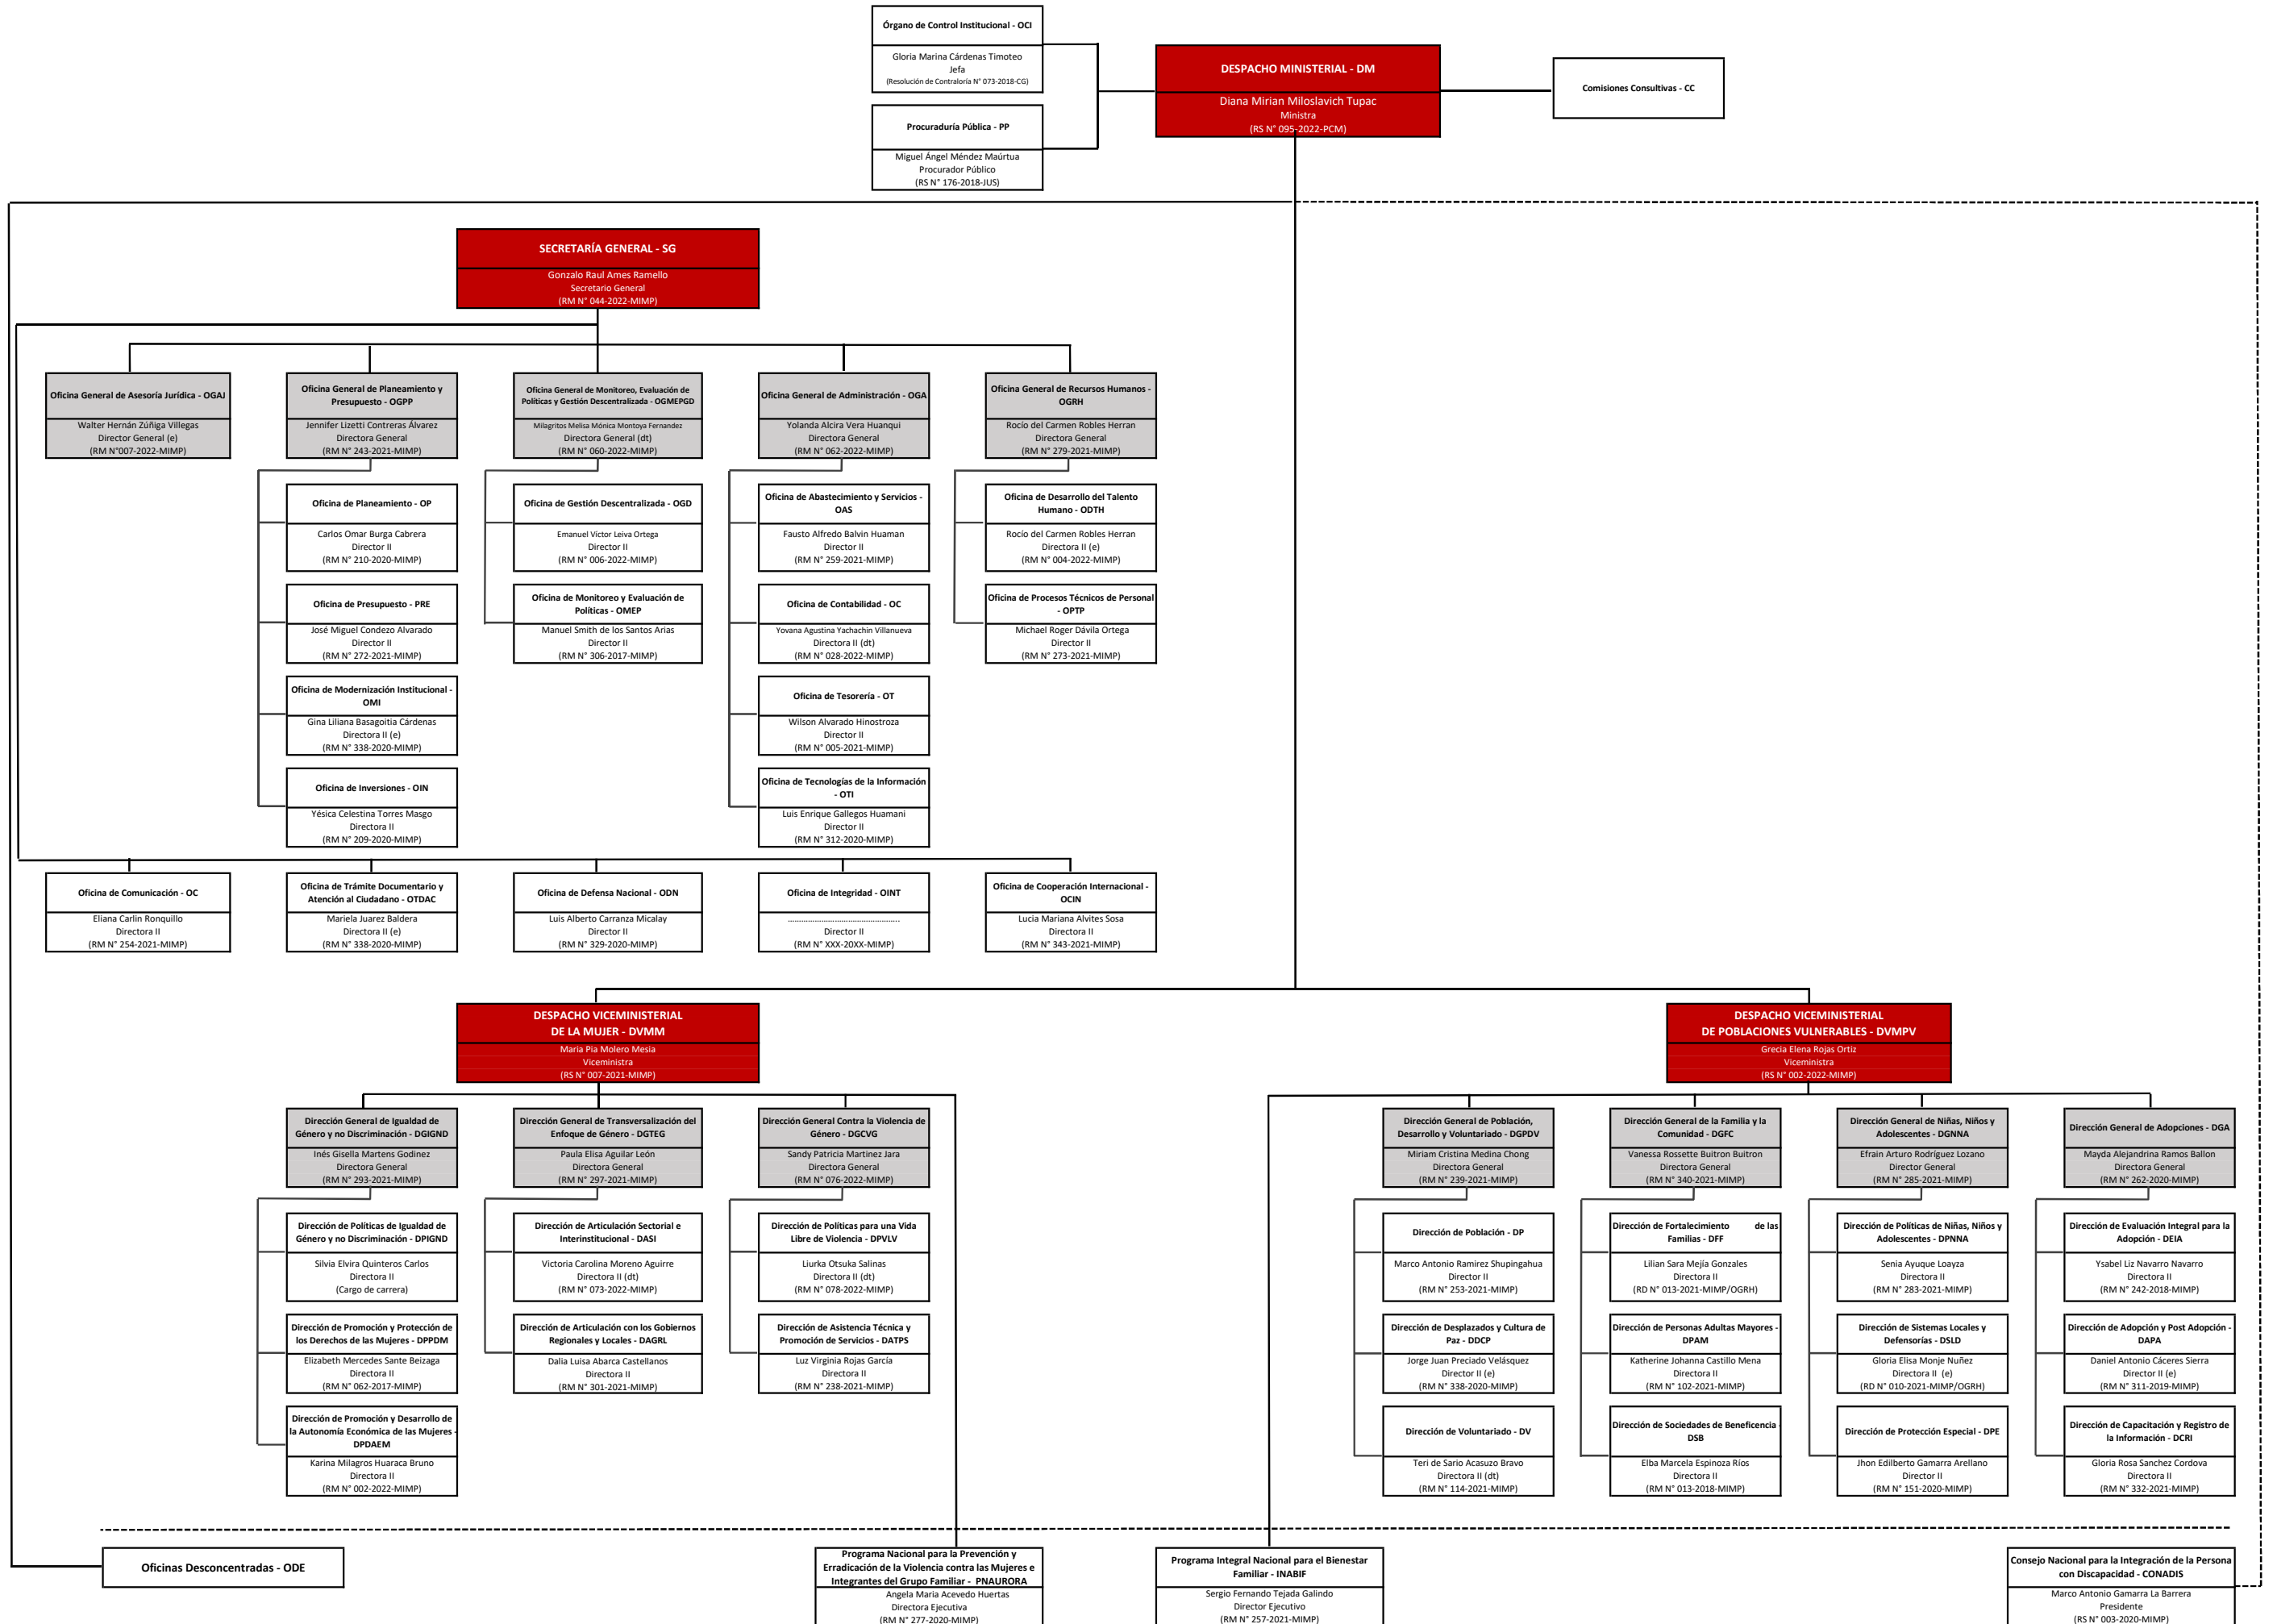 Órgano de Control Institucional - OCI
Gloria Marina Cárdenas Timoteo
Jefa
(Resolución de Contraloría N° 073-2018-CG)
Procuraduría Pública - PP
Miguel Ángel Méndez Maúrtua
Procurador Público
(RS N° 176-2018-JUS)
DESPACHO MINISTERIAL - DM
Diana Mirian Miloslavich Tupac
Ministra
(RS N° 095-2022-PCM)
Comisiones Consultivas - CC
SECRETARÍA GENERAL - SG
Gonzalo Raul Ames Ramello
Secretario General
(RM N° 044-2022-MIMP)
Oficina General de Asesoría Jurídica - OGAJ
Walter Hernán Zúñiga Villegas
Director General (e)
(RM N°007-2022-MIMP)
Oficina General de Planeamiento y
Presupuesto - OGPP
Jennifer Lizetti Contreras Álvarez
Directora General
(RM N° 243-2021-MIMP)
Oficina General de Monitoreo, Evaluación de
Políticas y Gestión Descentralizada - OGMEPGD
Milagritos Melisa Mónica Montoya Fernandez
Directora General (dt)
(RM N° 060-2022-MIMP)
Oficina General de Administración - OGA
Yolanda Alcira Vera Huanqui
Directora General
(RM N° 062-2022-MIMP)
Oficina General de Recursos Humanos -
OGRH
Rocío del Carmen Robles Herran
Directora General
(RM N° 279-2021-MIMP)
Oficina de Planeamiento - OP
Carlos Omar Burga Cabrera
Director II
(RM N° 210-2020-MIMP)
Oficina de Gestión Descentralizada - OGD
Emanuel Víctor Leiva Ortega
Director II
(RM N° 006-2022-MIMP)
Oficina de Abastecimiento y Servicios -
OAS
Fausto Alfredo Balvin Huaman
Director II
(RM N° 259-2021-MIMP)
Oficina de Desarrollo del Talento
Humano - ODTH
Rocío del Carmen Robles Herran
Directora II (e)
(RM N° 004-2022-MIMP)
Oficina de Presupuesto - PRE
José Miguel Condezo Alvarado
Director II
(RM N° 272-2021-MIMP)
Oficina de Monitoreo y Evaluación de
Políticas - OMEP
Manuel Smith de los Santos Arias
Director II
(RM N° 306-2017-MIMP)
Oficina de Contabilidad - OC
Yovana Agustina Yachachin Villanueva
Directora II (dt)
(RM N° 028-2022-MIMP)
Oficina de Procesos Técnicos de Personal
- OPTP
Michael Roger Dávila Ortega
Director II
(RM N° 273-2021-MIMP)
Oficina de Modernización Institucional -
OMI
Gina Liliana Basagoitia Cárdenas
Directora II (e)
(RM N° 338-2020-MIMP)
Oficina de Tesorería - OT
Wilson Alvarado Hinostroza
Director II
(RM N° 005-2021-MIMP)
Oficina de Inversiones - OIN
Yésica Celestina Torres Masgo
Directora II
(RM N° 209-2020-MIMP)
Oficina de Tecnologías de la Información
- OTI
Luis Enrique Gallegos Huamani
Director II
(RM N° 312-2020-MIMP)
Oficina de Comunicación - OC
Eliana Carlin Ronquillo
Directora II
(RM N° 254-2021-MIMP)
Oficina de Trámite Documentario y
Atención al Ciudadano - OTDAC
Mariela Juarez Baldera
Directora II (e)
(RM N° 338-2020-MIMP)
Oficina de Defensa Nacional - ODN
Luis Alberto Carranza Micalay
Director II
(RM N° 329-2020-MIMP)
Oficina de Integridad - OINT
................................................
Director II
(RM N° XXX-20XX-MIMP)
Oficina de Cooperación Internacional -
OCIN
Lucia Mariana Alvites Sosa
Directora II
(RM N° 343-2021-MIMP)
DESPACHO VICEMINISTERIAL
DE LA MUJER - DVMM
Maria Pia Molero Mesia
Viceministra
(RS N° 007-2021-MIMP)
DESPACHO VICEMINISTERIAL
DE POBLACIONES VULNERABLES - DVMPV
Grecia Elena Rojas Ortiz
Viceministra
(RS N° 002-2022-MIMP)
Dirección General de Igualdad de
Género y no Discriminación - DGIGND
Inés Gisella Martens Godinez
Directora General
(RM N° 293-2021-MIMP)
Dirección General de Transversalización del
Enfoque de Género - DGTEG
Paula Elisa Aguilar León
Directora General
(RM N° 297-2021-MIMP)
Dirección General Contra la Violencia de
Género - DGCVG
Sandy Patricia Martinez Jara
Directora General
(RM N° 076-2022-MIMP)
Dirección General de Población,
Desarrollo y Voluntariado - DGPDV
Miriam Cristina Medina Chong
Directora General
(RM N° 239-2021-MIMP)
Dirección General de la Familia y la
Comunidad - DGFC
Vanessa Rossette Buitron Buitron
Directora General
(RM N° 340-2021-MIMP)
Dirección General de Niñas, Niños y
Adolescentes - DGNNA
Efrain Arturo Rodríguez Lozano
Director General
(RM N° 285-2021-MIMP)
Dirección General de Adopciones - DGA
Mayda Alejandrina Ramos Ballon
Directora General
(RM N° 262-2020-MIMP)
Dirección de Políticas de Igualdad de
Género y no Discriminación - DPIGND
Silvia Elvira Quinteros Carlos
Directora II
(Cargo de carrera)
Dirección de Articulación Sectorial e
Interinstitucional - DASI
Victoria Carolina Moreno Aguirre
Directora II (dt)
(RM N° 073-2022-MIMP)
Dirección de Políticas para una Vida
Libre de Violencia - DPVLV
Liurka Otsuka Salinas
Directora II (dt)
(RM N° 078-2022-MIMP)
Dirección de Población - DP
Marco Antonio Ramirez Shupingahua
Director II
(RM N° 253-2021-MIMP)
Dirección de Fortalecimiento de las
Familias - DFF
Lilian Sara Mejía Gonzales
Directora II
(RD N° 013-2021-MIMP/OGRH)
Dirección de Políticas de Niñas, Niños y
Adolescentes - DPNNA
Senia Ayuque Loayza
Directora II
(RM N° 283-2021-MIMP)
Dirección de Evaluación Integral para la
Adopción - DEIA
Ysabel Liz Navarro Navarro
Directora II
(RM N° 242-2018-MIMP)
Dirección de Promoción y Protección de
los Derechos de las Mujeres - DPPDM
Elizabeth Mercedes Sante Beizaga
Directora II
(RM N° 062-2017-MIMP)
Dirección de Articulación con los Gobiernos
Regionales y Locales - DAGRL
Dalia Luisa Abarca Castellanos
Directora II
(RM N° 301-2021-MIMP)
Dirección de Asistencia Técnica y
Promoción de Servicios - DATPS
Luz Virginia Rojas García
Directora II
(RM N° 238-2021-MIMP)
Dirección de Desplazados y Cultura de
Paz - DDCP
Jorge Juan Preciado Velásquez
Director II (e)
(RM N° 338-2020-MIMP)
Dirección de Personas Adultas Mayores -
DPAM
Katherine Johanna Castillo Mena
Directora II
(RM N° 102-2021-MIMP)
Dirección de Sistemas Locales y
Defensorías - DSLD
Gloria Elisa Monje Nuñez
Directora II (e)
(RD N° 010-2021-MIMP/OGRH)
Dirección de Adopción y Post Adopción -
DAPA
Daniel Antonio Cáceres Sierra
Director II (e)
(RM N° 311-2019-MIMP)
Dirección de Promoción y Desarrollo de
la Autonomía Económica de las Mujeres -
DPDAEM
Karina Milagros Huaraca Bruno
Directora II
(RM N° 002-2022-MIMP)
Dirección de Voluntariado - DV
Teri de Sario Acasuzo Bravo
Directora II (dt)
(RM N° 114-2021-MIMP)
Dirección de Sociedades de Beneficencia -
DSB
Elba Marcela Espinoza Ríos
Directora II
(RM N° 013-2018-MIMP)
Dirección de Protección Especial - DPE
Jhon Edilberto Gamarra Arellano
Director II
(RM N° 151-2020-MIMP)
Dirección de Capacitación y Registro de
la Información - DCRI
Gloria Rosa Sanchez Cordova
Directora II
(RM N° 332-2021-MIMP)
Oficinas Desconcentradas - ODE
Programa Nacional para la Prevención y
Erradicación de la Violencia contra las Mujeres e
Integrantes del Grupo Familiar - PNAURORA
Angela Maria Acevedo Huertas
Directora Ejecutiva
(RM N° 277-2020-MIMP)
Programa Integral Nacional para el Bienestar
Familiar - INABIF
Sergio Fernando Tejada Galindo
Director Ejecutivo
(RM N° 257-2021-MIMP)
Consejo Nacional para la Integración de la Persona
con Discapacidad - CONADIS
Marco Antonio Gamarra La Barrera
Presidente
(RS N° 003-2020-MIMP)